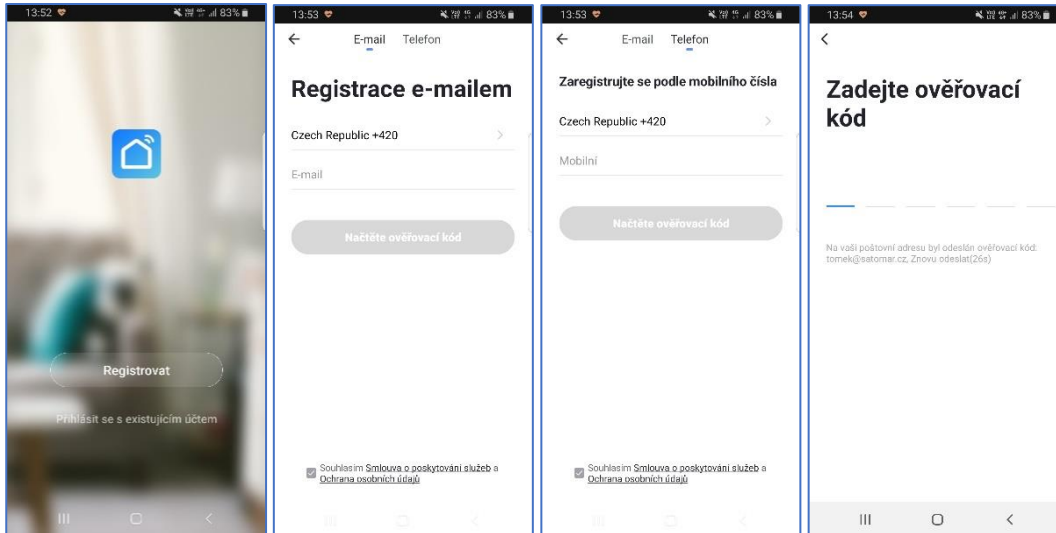 13:52
83%
Registrovat
Přihlásit se s existujícím účtem
13:53
83%
E-mail Telefon
Registrace e-mailem
Czech Republic +420
E-mail
Načtěte ověřovací kód
Souhlasím Smlouva o poskytování služeb a
Ochrana osobních údajů
13:53
83%
E-mail Telefon
Zaregistrujte se podle mobilního čísla
Czech Republic +420
Mobilní
Načtěte ověřovací kód
Souhlasím Smlouva o poskytování služeb a
Ochrana osobních údajů
13:54
83%
Zadejte ověřovací
kód
Na vaši poštovní adresu byl odeslán ověřovací kód:
tomek@satomar.cz, Znovu odeslat(26s)